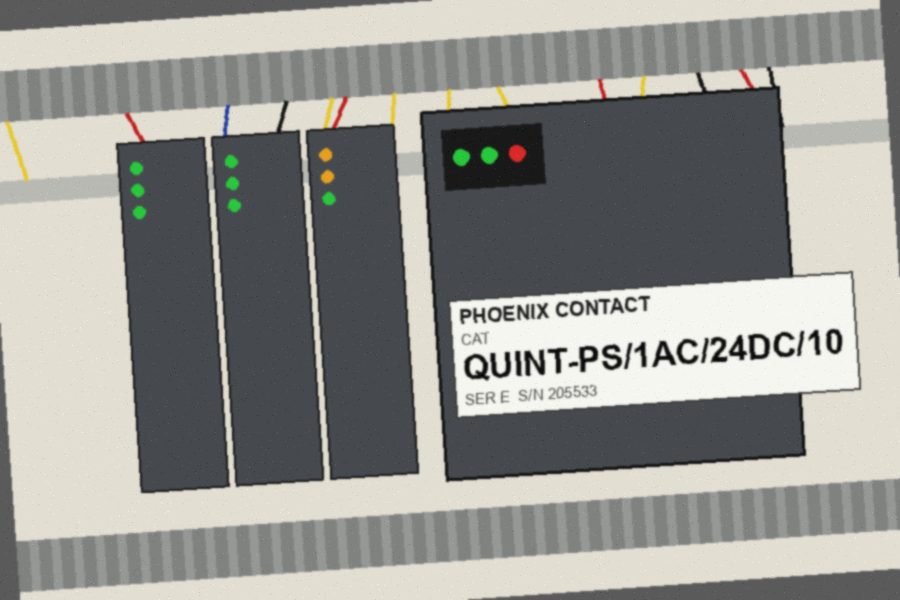 PHOENIX CONTACT
CAT
QUINT-PS/1AC/24DC/10
SER E S/N 205533